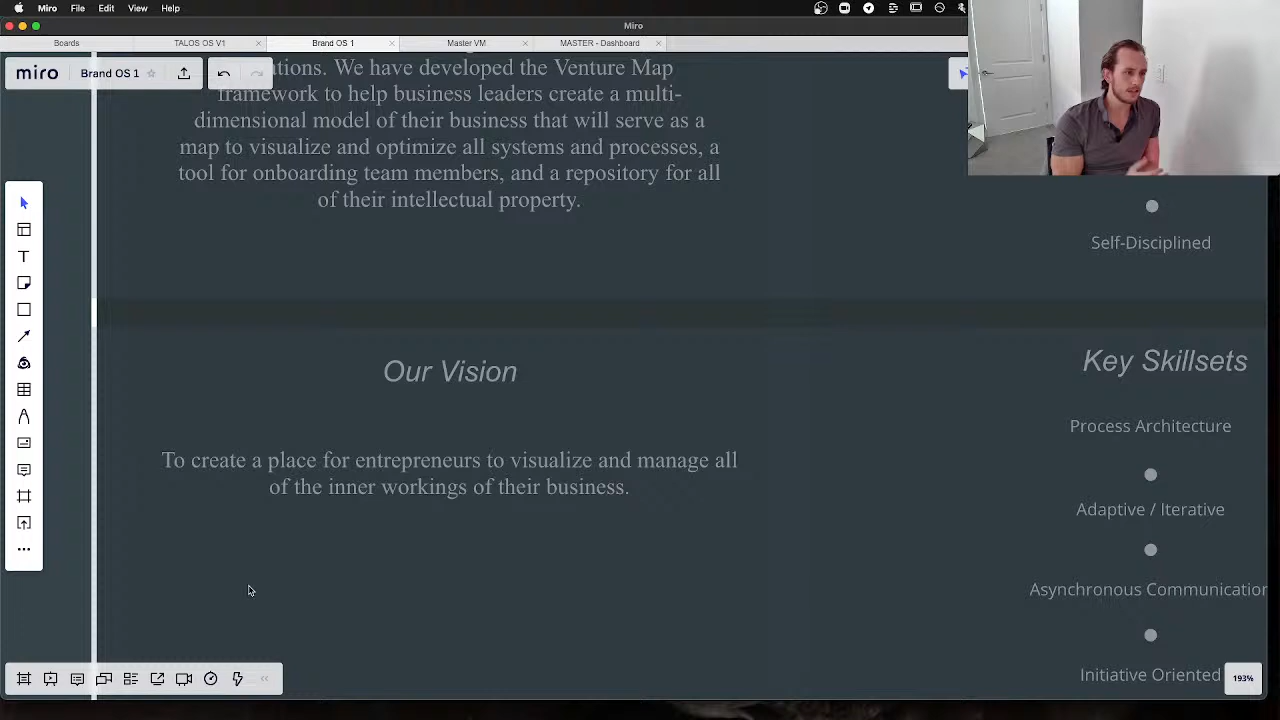 Miro File Edit View Help
Miro
Boards TALOS OS V1 Brand OS 1 Master VM MASTER - Dashboard
miro Brand OS 1
ations. We have developed the Venture Map
framework to help business leaders create a multi-
dimensional model of their business that will serve as a
map to visualize and optimize all systems and processes, a
tool for onboarding team members, and a repository for all
of their intellectual property.
Self-Disciplined
Our Vision
To create a place for entrepreneurs to visualize and manage all
of the inner workings of their business.
Key Skillsets
Process Architecture
Adaptive / Iterative
Asynchronous Communication
Initiative Oriented
193%